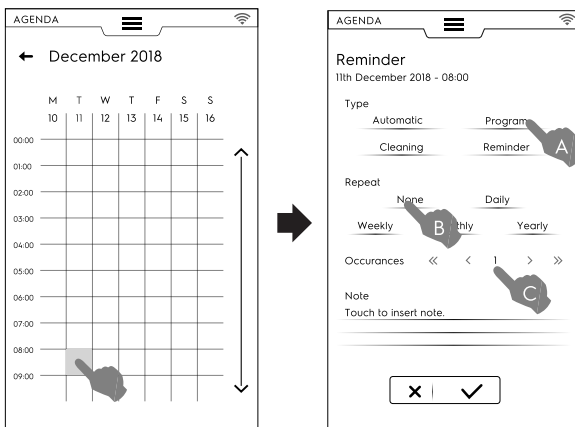 AGENDA
← December 2018
M T W T F S S
10 11 12 13 14 15 16
00:00
01:00
02:00
03:00
04:00
05:00
06:00
07:00
08:00
09:00
AGENDA
Reminder
11th December 2018 - 08:00
Type
Automatic Program
Cleaning Reminder
A
Repeat
None Daily
Weekly thly Yearly
B
Occurances « < 1 > »
C
Note
Touch to insert note.